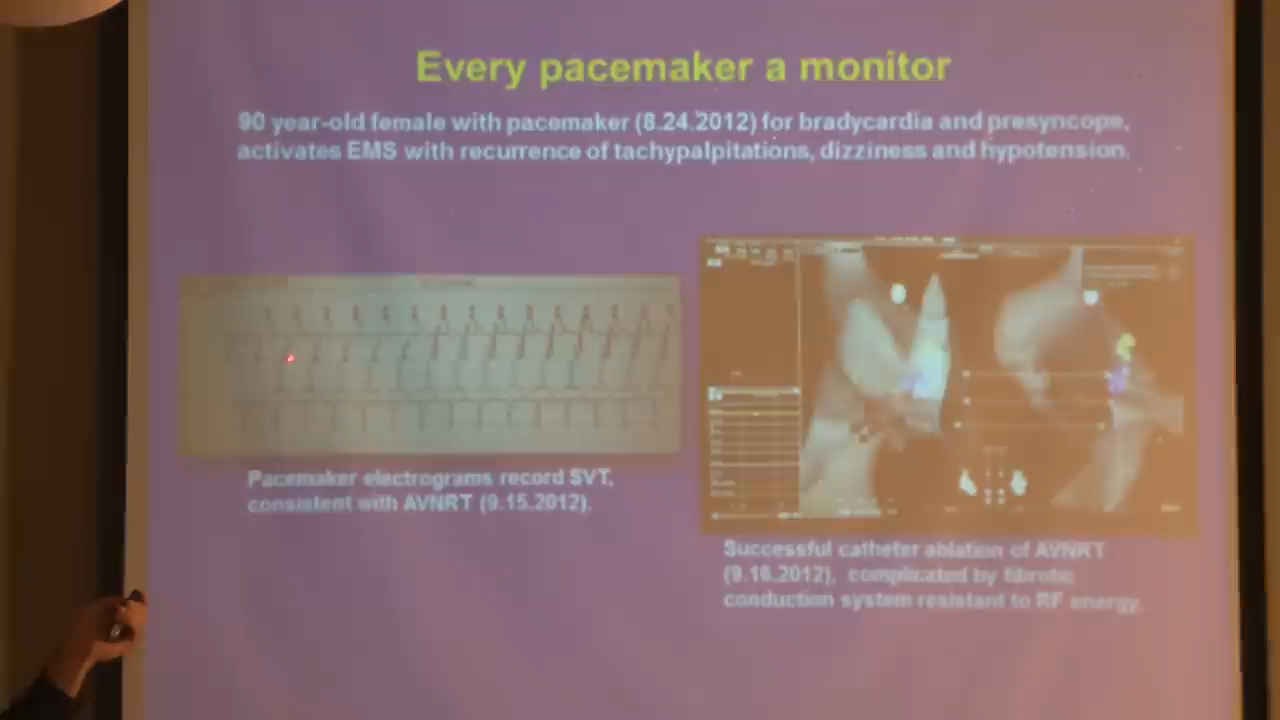 Every pacemaker a monitor
90 year-old female with pacemaker (8.24.2012) for bradycardia and presyncope,
activates EMS with recurrence of tachypalpitations, dizziness and hypotension.
Pacemaker electrograms record SVT,
consistent with AVNRT (9.15.2012).
Successful catheter ablation of AVNRT
(9.16.2012), complicated by fibrotic
conduction system resistant to RF energy.